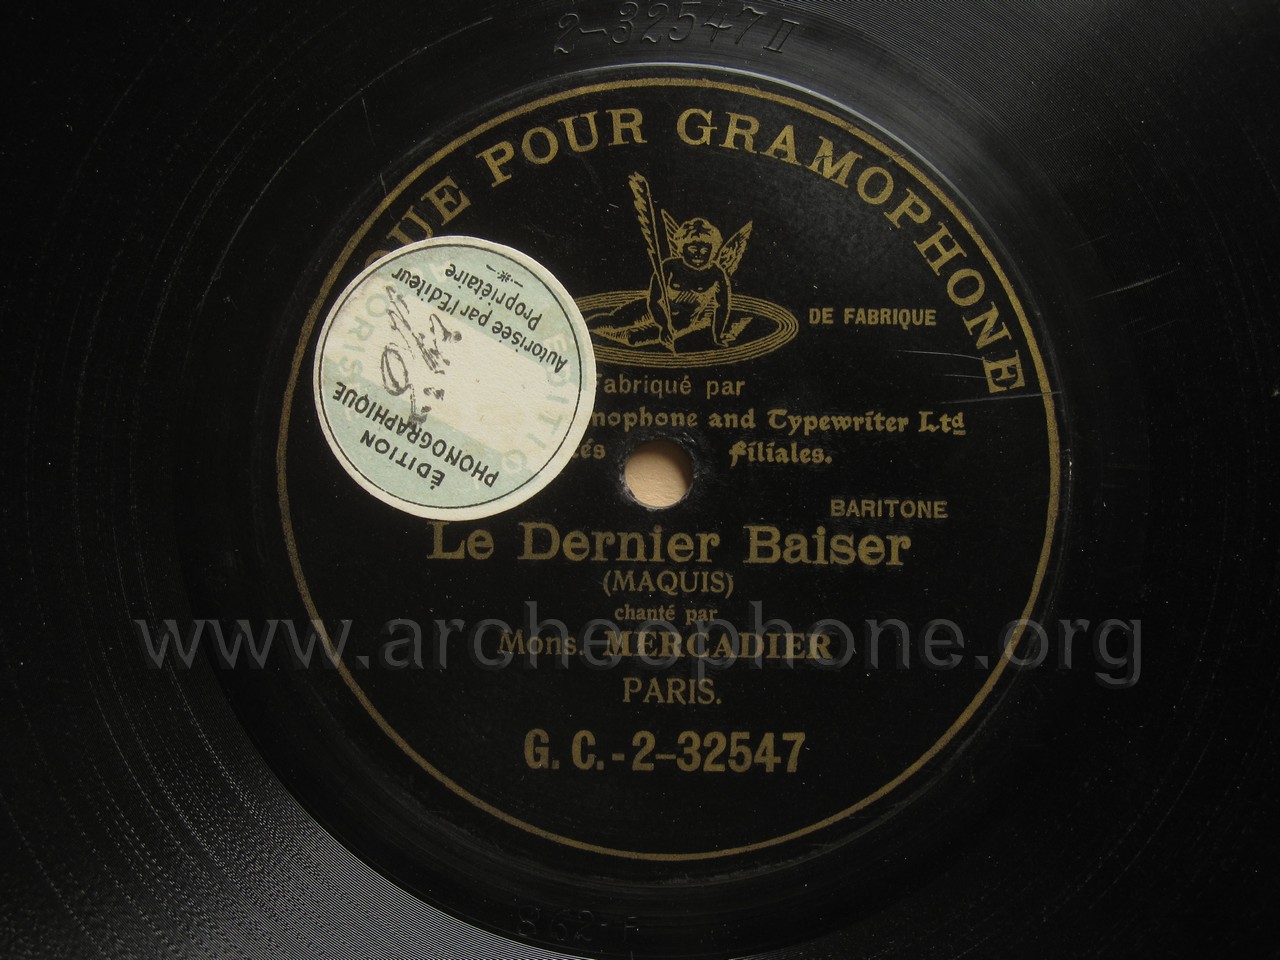 2-32547 II
QUE POUR GRAMOPHONE
DE FABRIQUE
Fabriqué par
mophone and Typewriter Ltd
filiales.
BARITONE
Le Dernier Baiser
(MAQUIS)
chanté par
Mons. MERCADIER
PARIS.
G. C.-2-32547
ÉDITION
PHONOGRAPHIQUE
Autorisée par l'Editeur
Propriétaire
www.archeophone.org